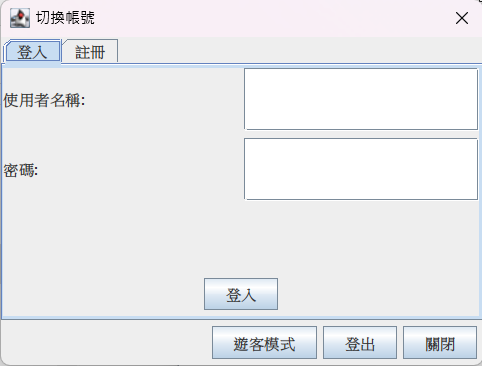 切換帳號
登入 註冊
使用者名稱:
密碼:
登入
遊客模式 登出 關閉